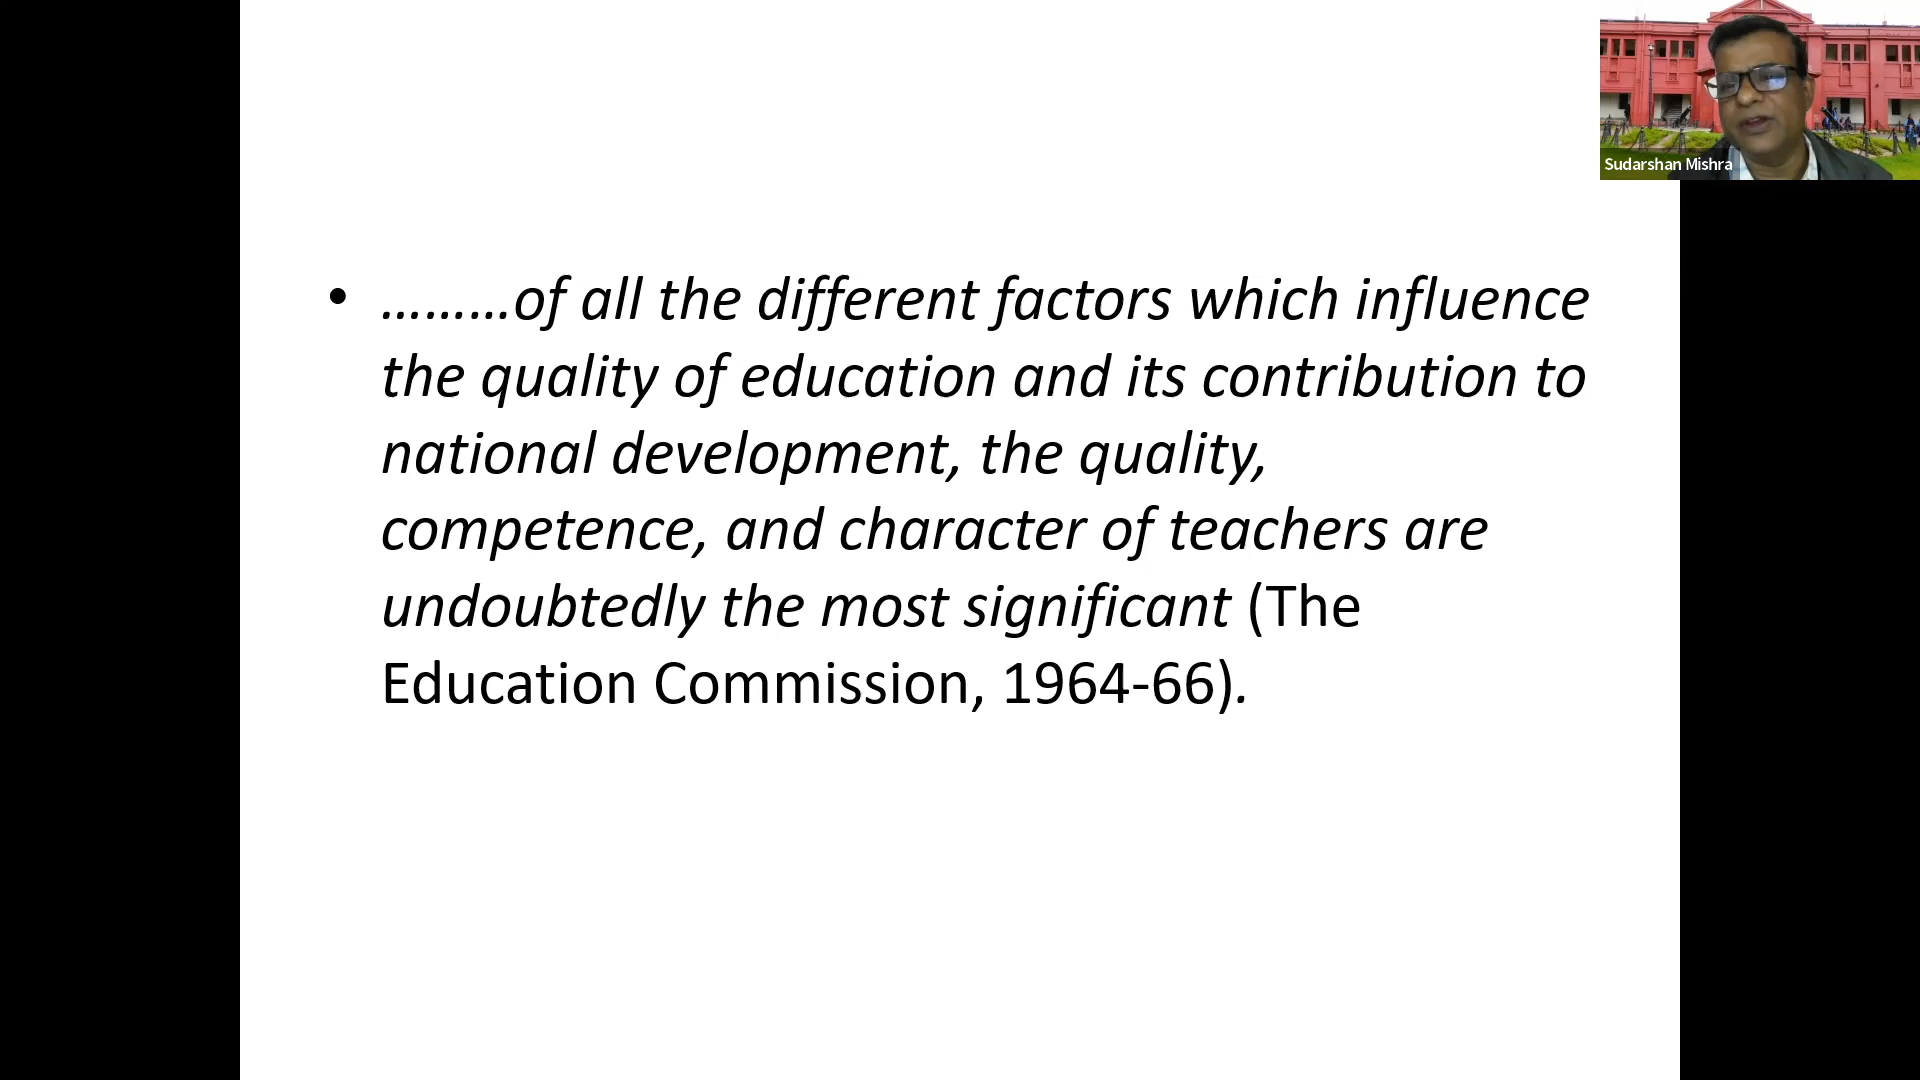 Sudarshan Mishra
• ………of all the different factors which influence
the quality of education and its contribution to
national development, the quality,
competence, and character of teachers are
undoubtedly the most significant (The
Education Commission, 1964-66).